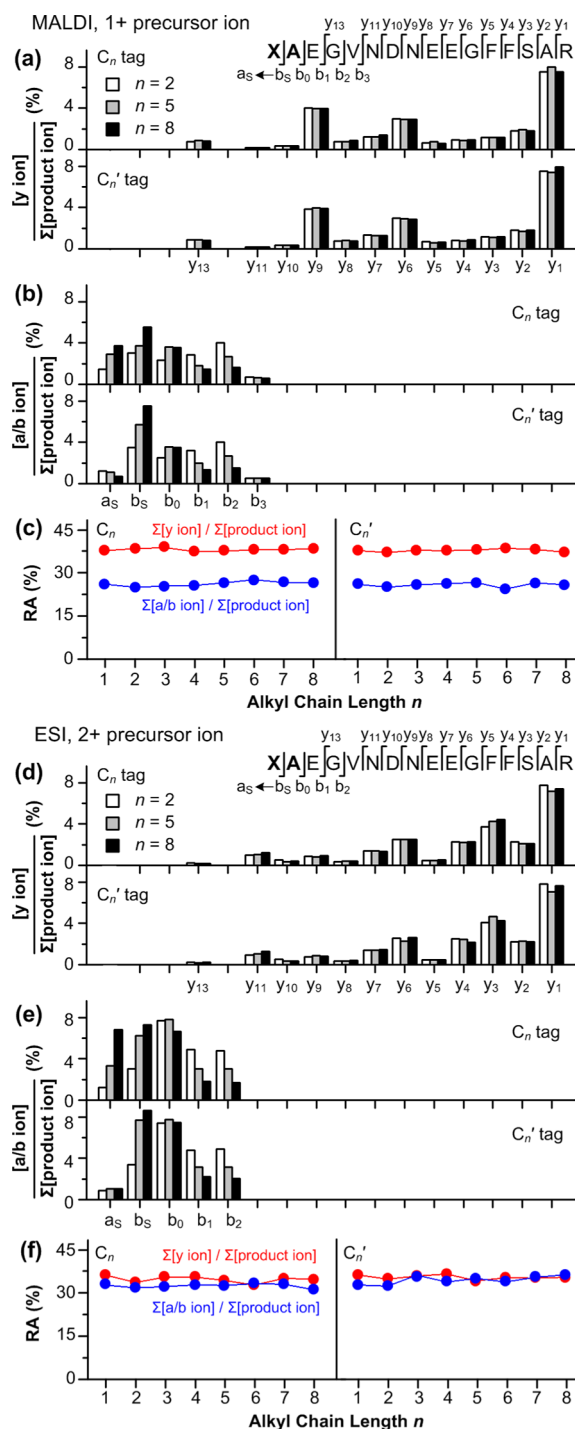 MALDI, 1+ precursor ion
y₁₃ y₁₁ y₁₀ y₉ y₈ y₇ y₆ y₅ y₄ y₃ y₂ y₁
XAEGVNDNEEGFFSAR
aₛ←bₛ b₀ b₁ b₂ b₃
(a)
Cₙ tag
n = 2
n = 5
n = 8
[y ion] / Σ[product ion] (%)
8
4
0
Cₙ′ tag
8
4
0
y₁₃ y₁₁ y₁₀ y₉ y₈ y₇ y₆ y₅ y₄ y₃ y₂ y₁
(b)
Cₙ tag
[a/b ion] / Σ[product ion] (%)
8
4
0
Cₙ′ tag
8
4
0
aₛ bₛ b₀ b₁ b₂ b₃
(c)
Cₙ Σ[y ion] / Σ[product ion] Cₙ′
Σ[a/b ion] / Σ[product ion]
RA (%)
45
30
15
0
1 2 3 4 5 6 7 8 1 2 3 4 5 6 7 8
Alkyl Chain Length n
ESI, 2+ precursor ion
y₁₃ y₁₁ y₁₀ y₉ y₈ y₇ y₆ y₅ y₄ y₃ y₂ y₁
XAEGVNDNEEGFFSAR
aₛ←bₛ b₀ b₁ b₂
(d)
Cₙ tag
n = 2
n = 5
n = 8
[y ion] / Σ[product ion] (%)
8
4
0
Cₙ′ tag
8
4
0
y₁₃ y₁₁ y₁₀ y₉ y₈ y₇ y₆ y₅ y₄ y₃ y₂ y₁
(e)
Cₙ tag
[a/b ion] / Σ[product ion] (%)
8
4
0
Cₙ′ tag
8
4
0
aₛ bₛ b₀ b₁ b₂
(f)
Cₙ Σ[y ion] / Σ[product ion] Cₙ′
Σ[a/b ion] / Σ[product ion]
RA (%)
45
30
15
0
1 2 3 4 5 6 7 8 1 2 3 4 5 6 7 8
Alkyl Chain Length n